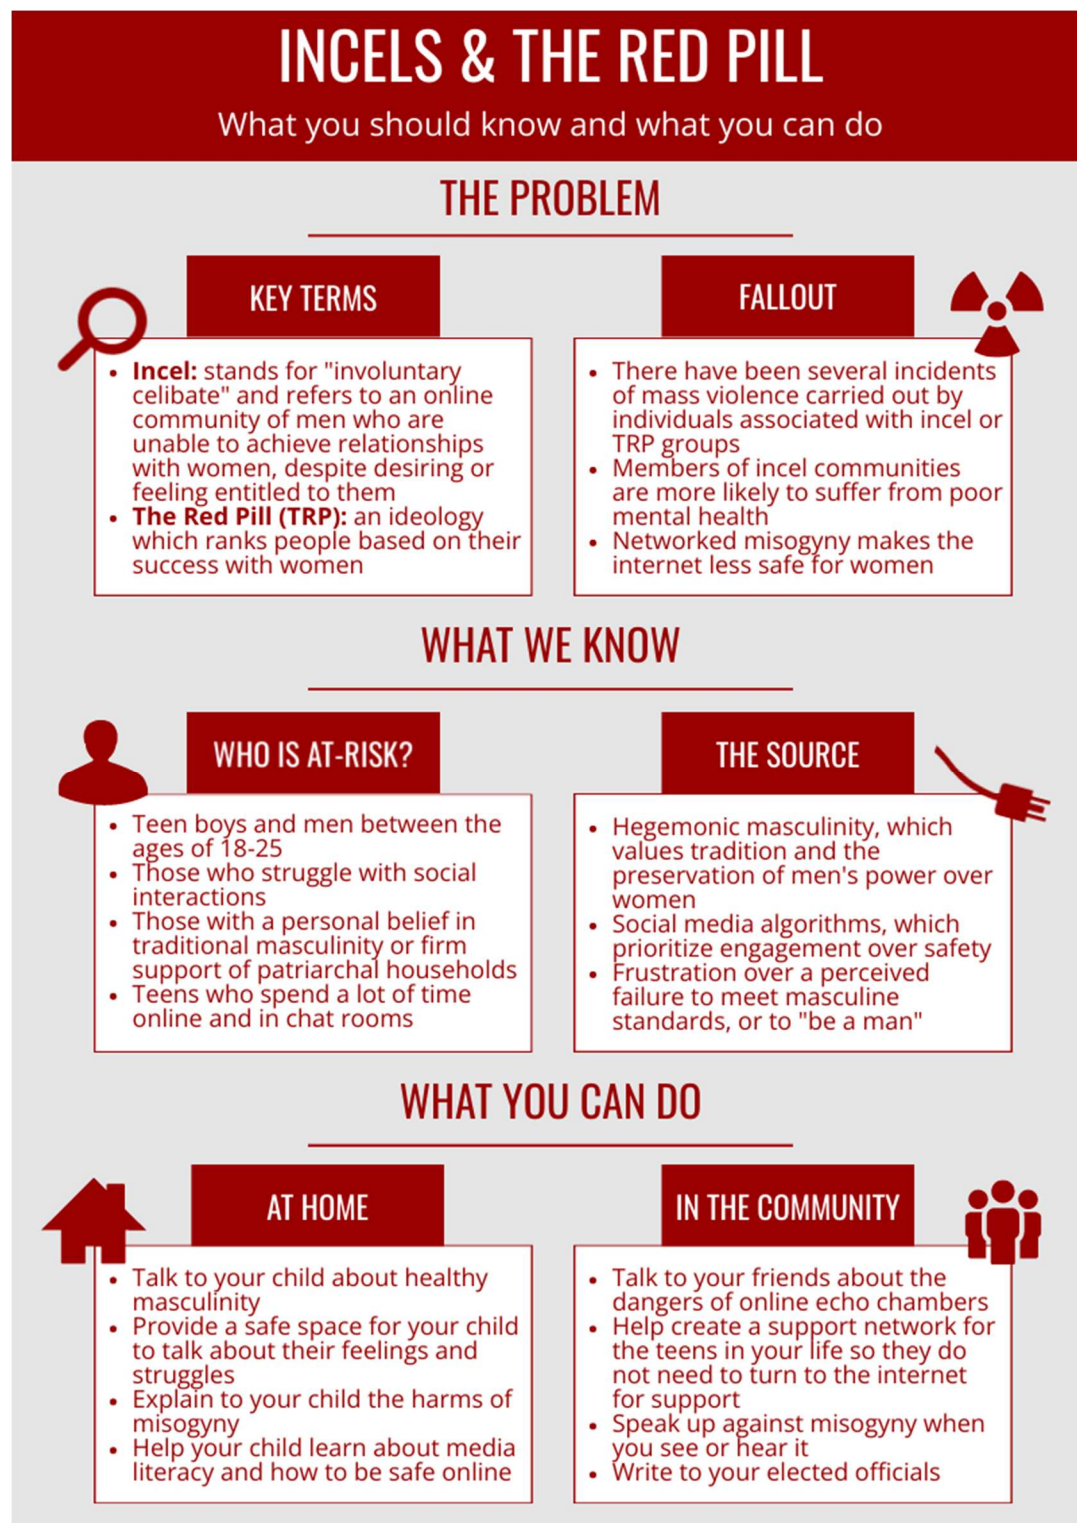 INCELS & THE RED PILL
What you should know and what you can do
THE PROBLEM
KEY TERMS
• Incel: stands for "involuntary
celibate" and refers to an online
community of men who are
unable to achieve relationships
with women, despite desiring or
feeling entitled to them
• The Red Pill (TRP): an ideology
which ranks people based on their
success with women
FALLOUT
• There have been several incidents
of mass violence carried out by
individuals associated with incel or
TRP groups
• Members of incel communities
are more likely to suffer from poor
mental health
• Networked misogyny makes the
internet less safe for women
WHAT WE KNOW
WHO IS AT-RISK?
• Teen boys and men between the
ages of 18-25
• Those who struggle with social
interactions
• Those with a personal belief in
traditional masculinity or firm
support of patriarchal households
• Teens who spend a lot of time
online and in chat rooms
THE SOURCE
• Hegemonic masculinity, which
values tradition and the
preservation of men's power over
women
• Social media algorithms, which
prioritize engagement over safety
• Frustration over a perceived
failure to meet masculine
standards, or to "be a man"
WHAT YOU CAN DO
AT HOME
• Talk to your child about healthy
masculinity
• Provide a safe space for your child
to talk about their feelings and
struggles
• Explain to your child the harms of
misogyny
• Help your child learn about media
literacy and how to be safe online
IN THE COMMUNITY
• Talk to your friends about the
dangers of online echo chambers
• Help create a support network for
the teens in your life so they do
not need to turn to the internet
for support
• Speak up against misogyny when
you see or hear it
• Write to your elected officials